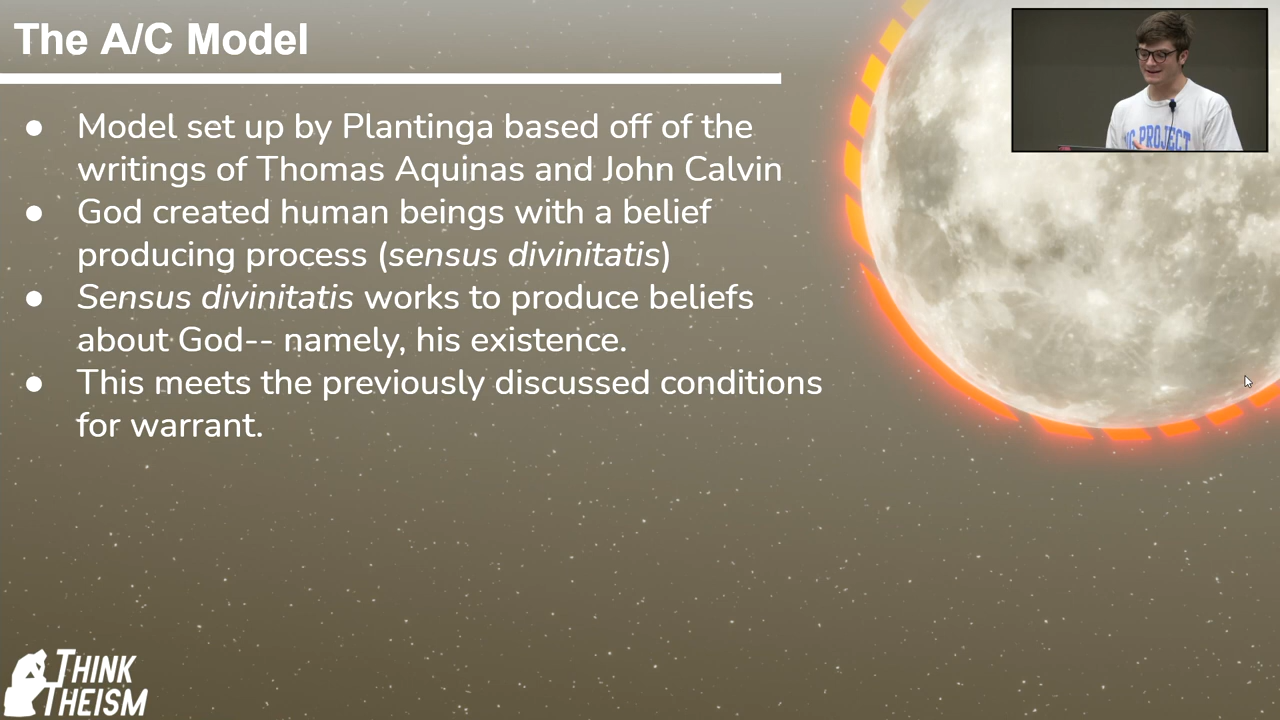 The A/C Model
● Model set up by Plantinga based off of the
writings of Thomas Aquinas and John Calvin
● God created human beings with a belief
producing process (sensus divinitatis)
● Sensus divinitatis works to produce beliefs
about God-- namely, his existence.
● This meets the previously discussed conditions
for warrant.
PROJECT
THINK
THEISM